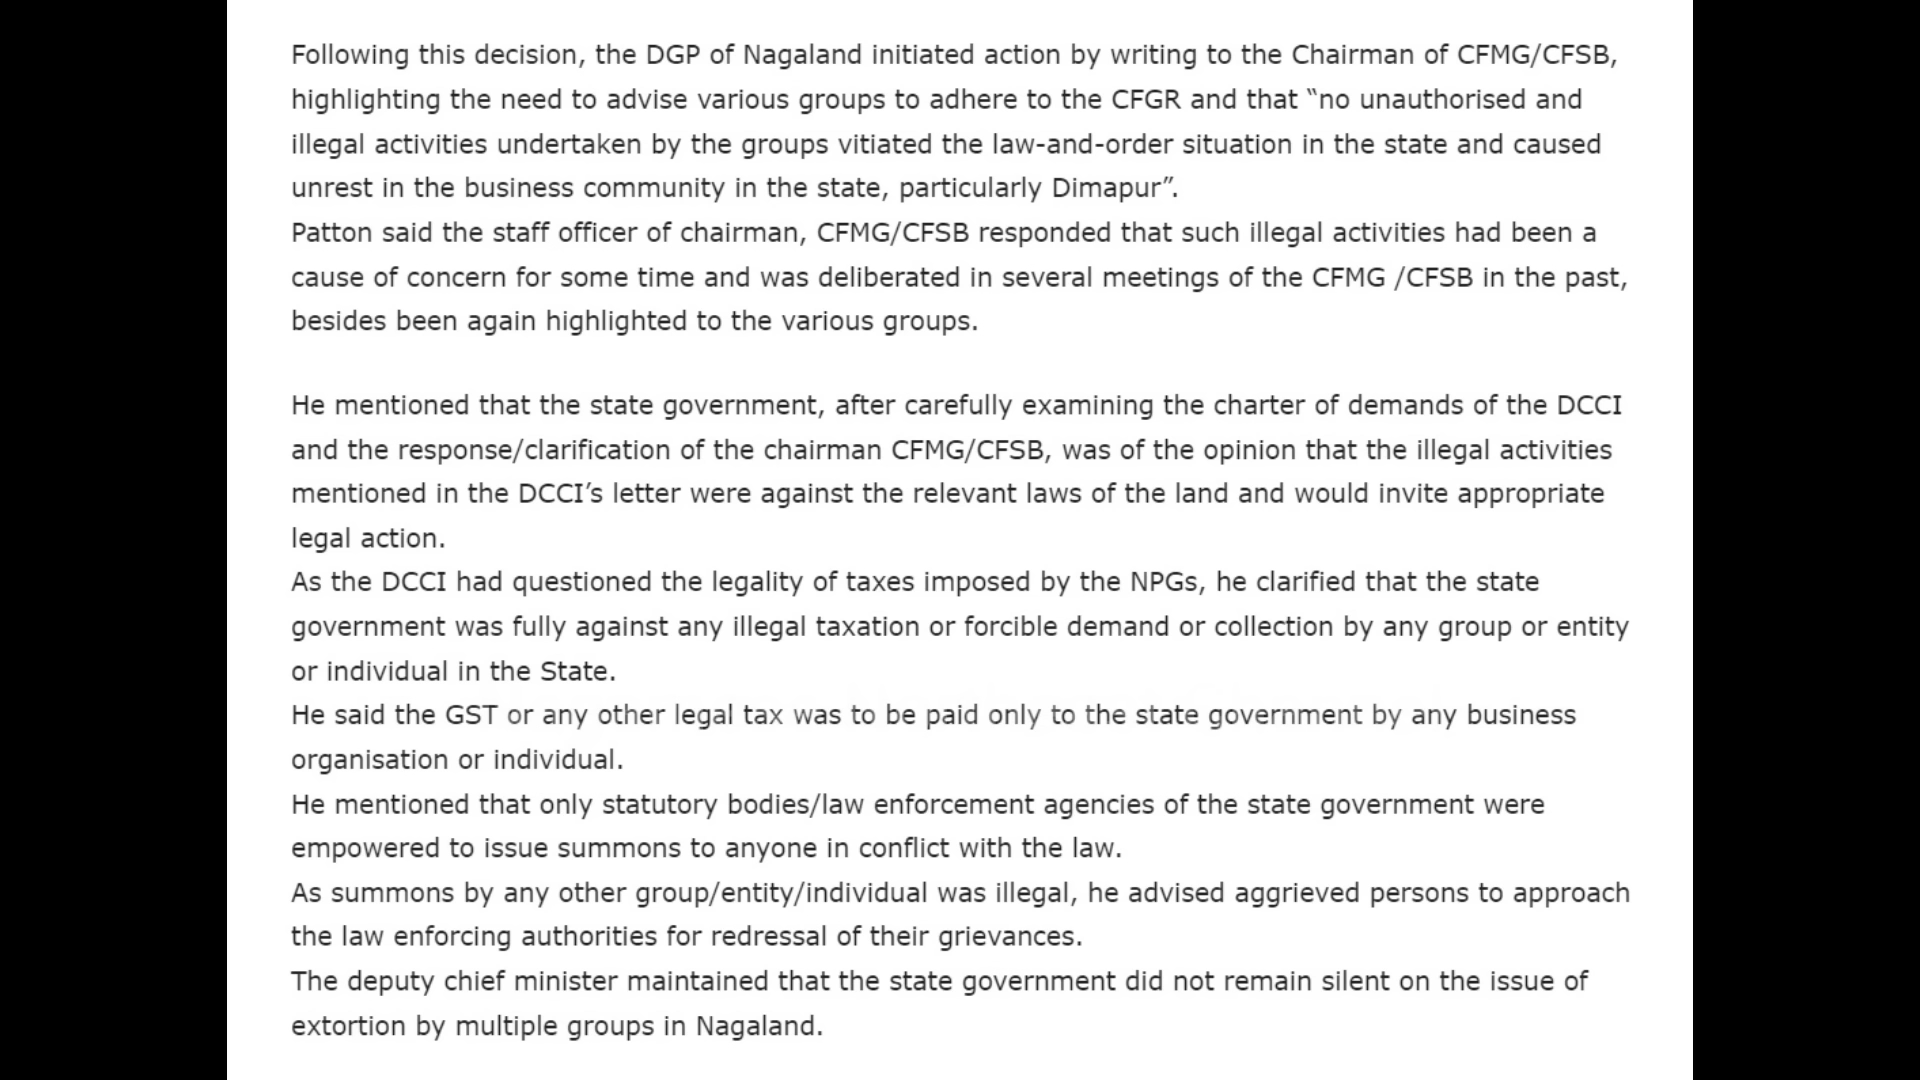 Following this decision, the DGP of Nagaland initiated action by writing to the Chairman of CFMG/CFSB,
highlighting the need to advise various groups to adhere to the CFGR and that “no unauthorised and
illegal activities undertaken by the groups vitiated the law-and-order situation in the state and caused
unrest in the business community in the state, particularly Dimapur”.
Patton said the staff officer of chairman, CFMG/CFSB responded that such illegal activities had been a
cause of concern for some time and was deliberated in several meetings of the CFMG /CFSB in the past,
besides been again highlighted to the various groups.
He mentioned that the state government, after carefully examining the charter of demands of the DCCI
and the response/clarification of the chairman CFMG/CFSB, was of the opinion that the illegal activities
mentioned in the DCCI’s letter were against the relevant laws of the land and would invite appropriate
legal action.
As the DCCI had questioned the legality of taxes imposed by the NPGs, he clarified that the state
government was fully against any illegal taxation or forcible demand or collection by any group or entity
or individual in the State.
He said the GST or any other legal tax was to be paid only to the state government by any business
organisation or individual.
He mentioned that only statutory bodies/law enforcement agencies of the state government were
empowered to issue summons to anyone in conflict with the law.
As summons by any other group/entity/individual was illegal, he advised aggrieved persons to approach
the law enforcing authorities for redressal of their grievances.
The deputy chief minister maintained that the state government did not remain silent on the issue of
extortion by multiple groups in Nagaland.